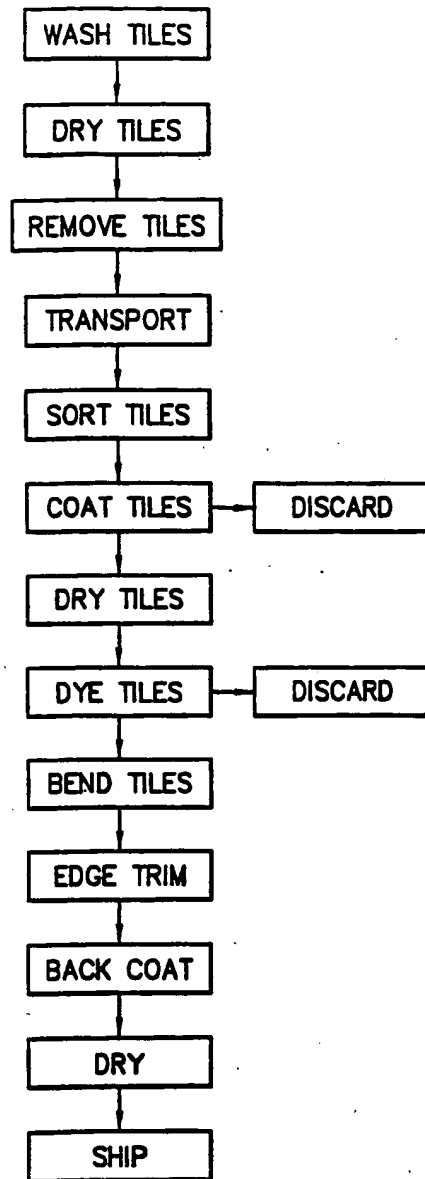 WASH TILES
DRY TILES
REMOVE TILES
TRANSPORT
SORT TILES
COAT TILES
DISCARD
DRY TILES
DYE TILES
DISCARD
BEND TILES
EDGE TRIM
BACK COAT
DRY
SHIP